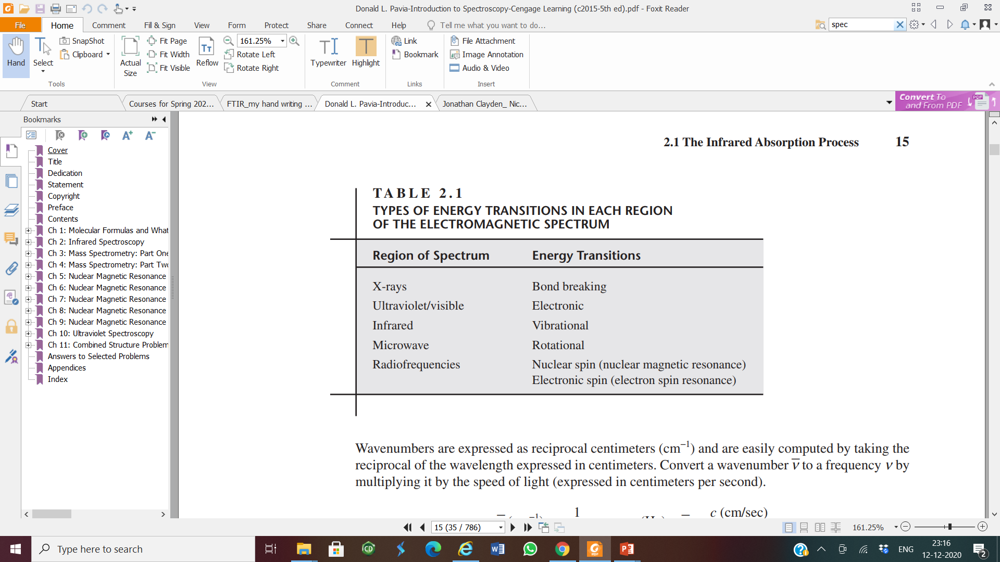 Donald L. Pavia-Introduction to Spectroscopy-Cengage Learning (c2015-5th ed).pdf - Foxit Reader
File Home Comment Fill & Sign View Form Protect Share Connect Help Tell me what you want to do... spec
Hand
Select
SnapShot
Clipboard
Tools
Actual Size
Fit Page
Fit Width
Fit Visible
Reflow
161.25%
Rotate Left
Rotate Right
View
Typewriter
Highlight
Comment
Link
Bookmark
Links
File Attachment
Image Annotation
Audio & Video
Insert
Start
Courses for Spring 202...
FTIR_my hand writing ...
Donald L. Pavia-Introduc...
Jonathan Clayden_ Nic...
Convert To
and From PDF
PDF
Bookmarks
Cover
Title
Dedication
Statement
Copyright
Preface
Contents
Ch 1: Molecular Formulas and What
Ch 2: Infrared Spectroscopy
Ch 3: Mass Spectrometry: Part One
Ch 4: Mass Spectrometry: Part Two
Ch 5: Nuclear Magnetic Resonance
Ch 6: Nuclear Magnetic Resonance
Ch 7: Nuclear Magnetic Resonance
Ch 8: Nuclear Magnetic Resonance
Ch 9: Nuclear Magnetic Resonance
Ch 10: Ultraviolet Spectroscopy
Ch 11: Combined Structure Problem
Answers to Selected Problems
Appendices
Index
2.1 The Infrared Absorption Process 15
TABLE 2.1
TYPES OF ENERGY TRANSITIONS IN EACH REGION
OF THE ELECTROMAGNETIC SPECTRUM
Region of Spectrum Energy Transitions
X-rays Bond breaking
Ultraviolet/visible Electronic
Infrared Vibrational
Microwave Rotational
Radiofrequencies Nuclear spin (nuclear magnetic resonance)
Electronic spin (electron spin resonance)
Wavenumbers are expressed as reciprocal centimeters (cm⁻¹) and are easily computed by taking the
reciprocal of the wavelength expressed in centimeters. Convert a wavenumber ν̅ to a frequency ν by
multiplying it by the speed of light (expressed in centimeters per second).
1 c (cm/sec)
15 (35 / 786)
161.25%
Type here to search
ENG
23:16
12-12-2020
2